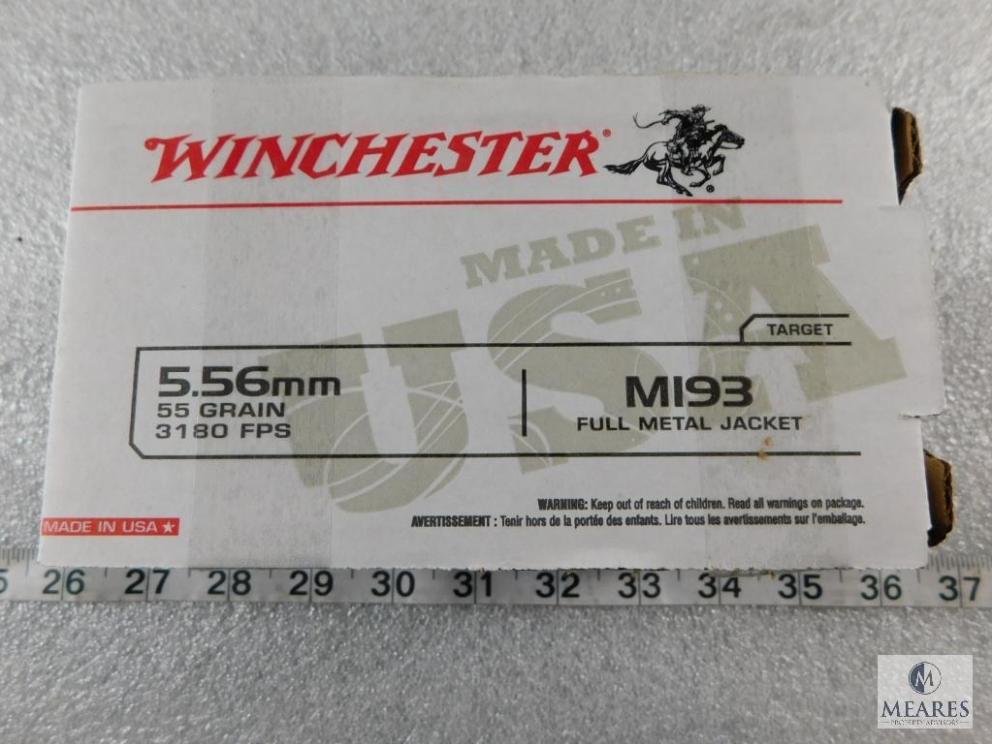 WINCHESTER®
®
MADE IN
USA
TARGET
5.56mm
55 GRAIN
3180 FPS
M193
FULL METAL JACKET
WARNING: Keep out of reach of children. Read all warnings on package.
AVERTISSEMENT : Tenir hors de la portée des enfants. Lire tous les avertissements sur l'emballage.
MADE IN USA
5 26 27 28 29 30 31 32 33 34 35 36 37
M
MEARES
PROPERTY ADVISORS